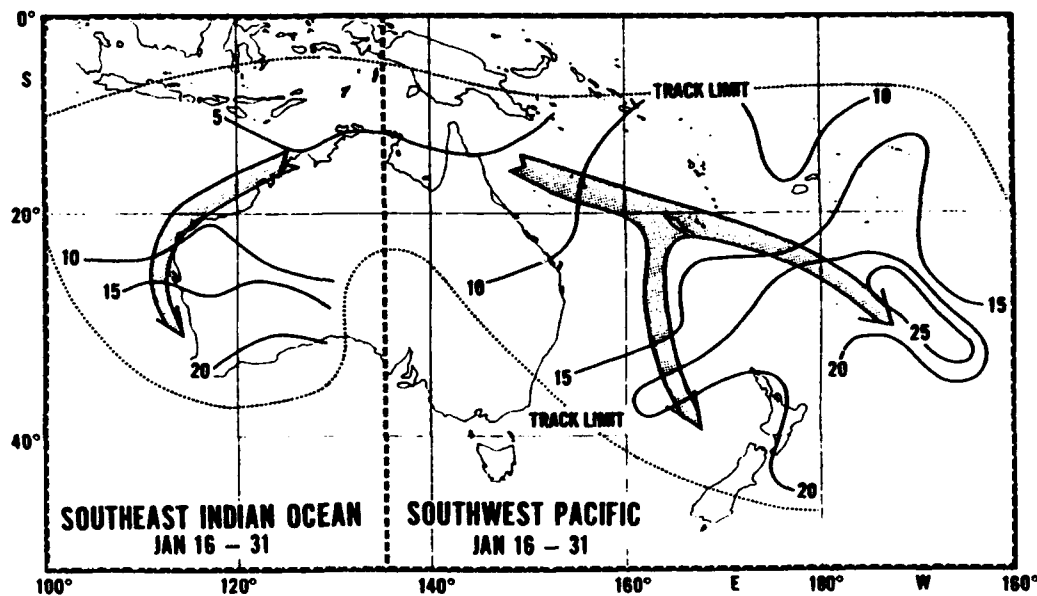 0°
S
TRACK LIMIT
10
5
20°
10
15
10
15
25
20
15
20
TRACK LIMIT
40°
20
SOUTHEAST INDIAN OCEAN
JAN 16 – 31
SOUTHWEST PACIFIC
JAN 16 – 31
100° 120° 140° 160° E 180° W 160°